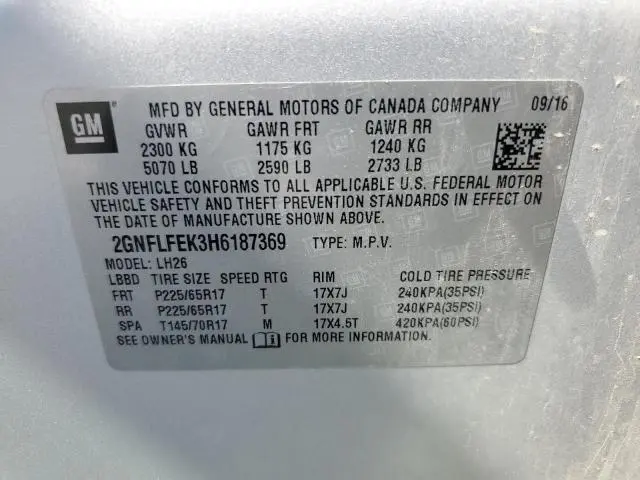 GM
MFD BY GENERAL MOTORS OF CANADA COMPANY 09/16
GVWR GAWR FRT GAWR RR
2300 KG 1175 KG 1240 KG
5070 LB 2590 LB 2733 LB
THIS VEHICLE CONFORMS TO ALL APPLICABLE U.S. FEDERAL MOTOR
VEHICLE SAFETY AND THEFT PREVENTION STANDARDS IN EFFECT ON
THE DATE OF MANUFACTURE SHOWN ABOVE.
2GNFLFEK3H6187369 TYPE: M.P.V.
MODEL: LH26
LBBD TIRE SIZE SPEED RTG RIM COLD TIRE PRESSURE
FRT P225/65R17 T 17X7J 240KPA(35PSI)
RR P225/65R17 T 17X7J 240KPA(35PSI)
SPA T145/70R17 M 17X4.5T 420KPA(60PSI)
SEE OWNER'S MANUAL FOR MORE INFORMATION.